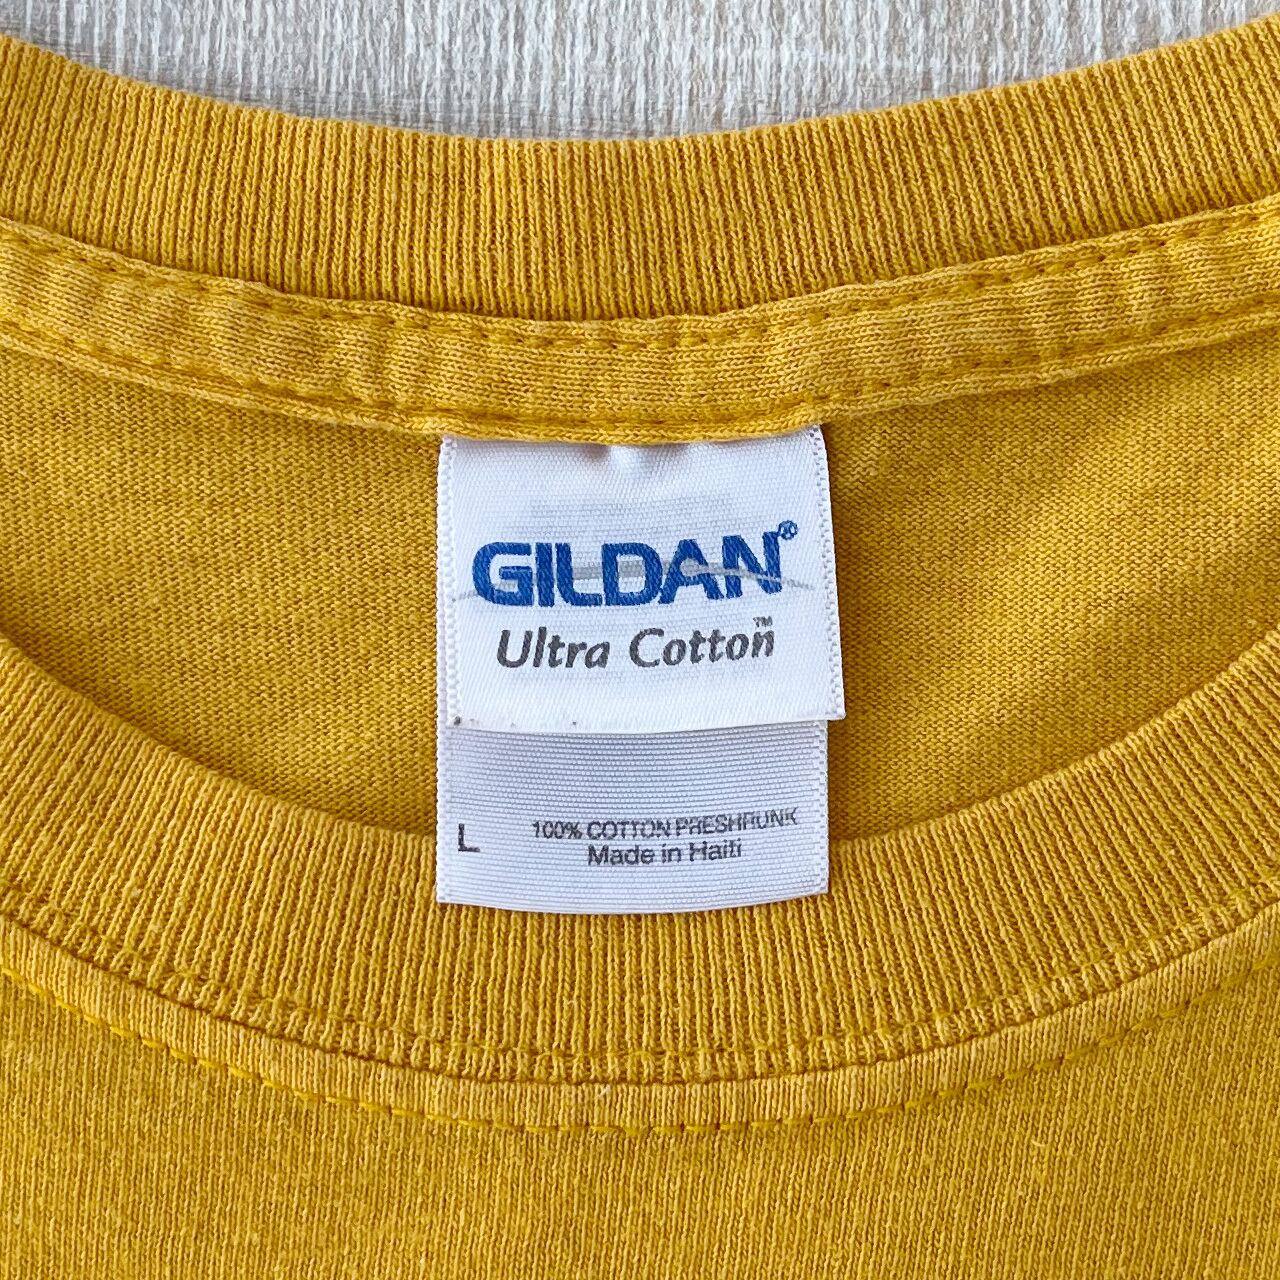 GILDAN®
Ultra Cotton™
L
100% COTTON PRESHRUNK
Made in Haiti